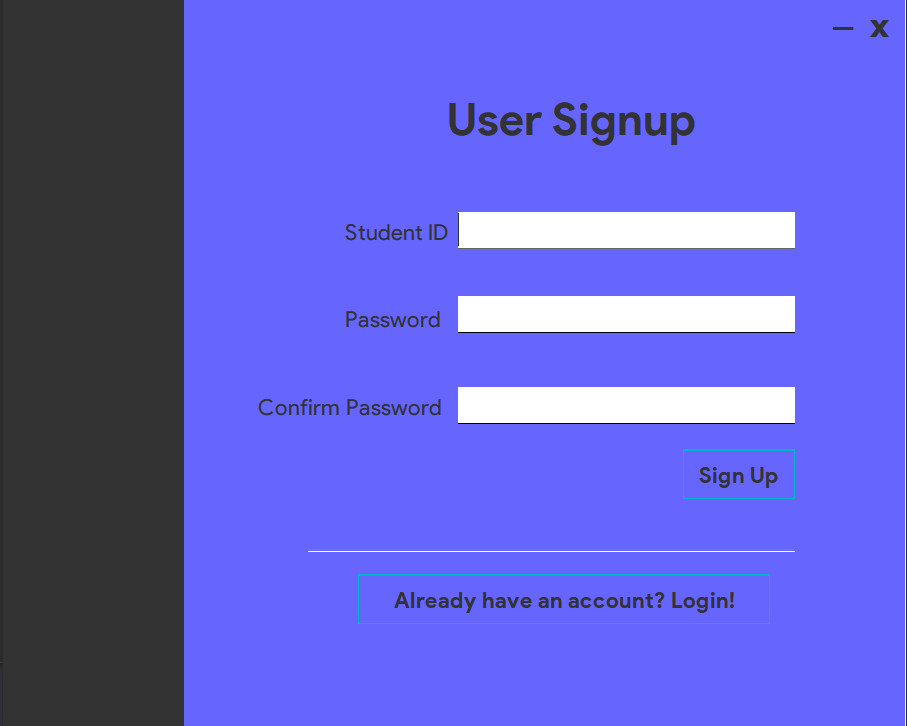 — X
User Signup
Student ID
Password
Confirm Password
Sign Up
Already have an account? Login!